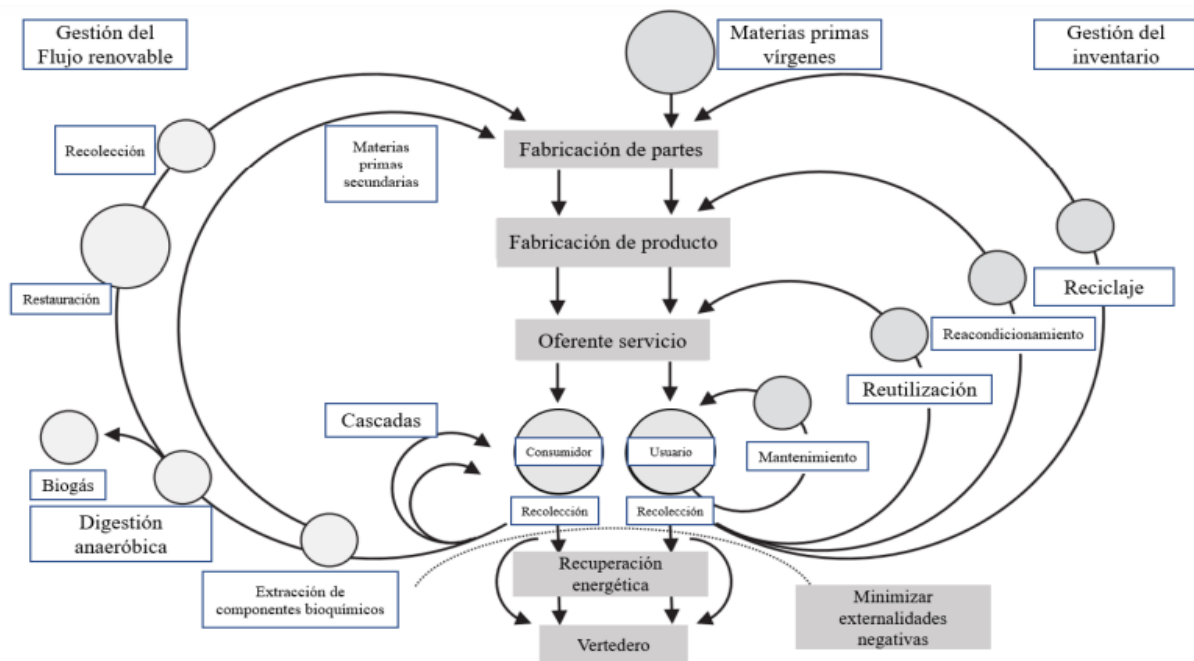 Gestión del
Flujo renovable
Materias primas
vírgenes
Gestión del
inventario
Recolección
Materias
primas
secundarias
Fabricación de partes
Fabricación de producto
Restauración
Reciclaje
Oferente servicio
Reacondicionamiento
Reutilización
Cascadas
Consumidor
Usuario
Mantenimiento
Biogás
Recolección
Recolección
Digestión
anaeróbica
Recuperación
energética
Extracción de
componentes bioquímicos
Minimizar
externalidades
negativas
Vertedero